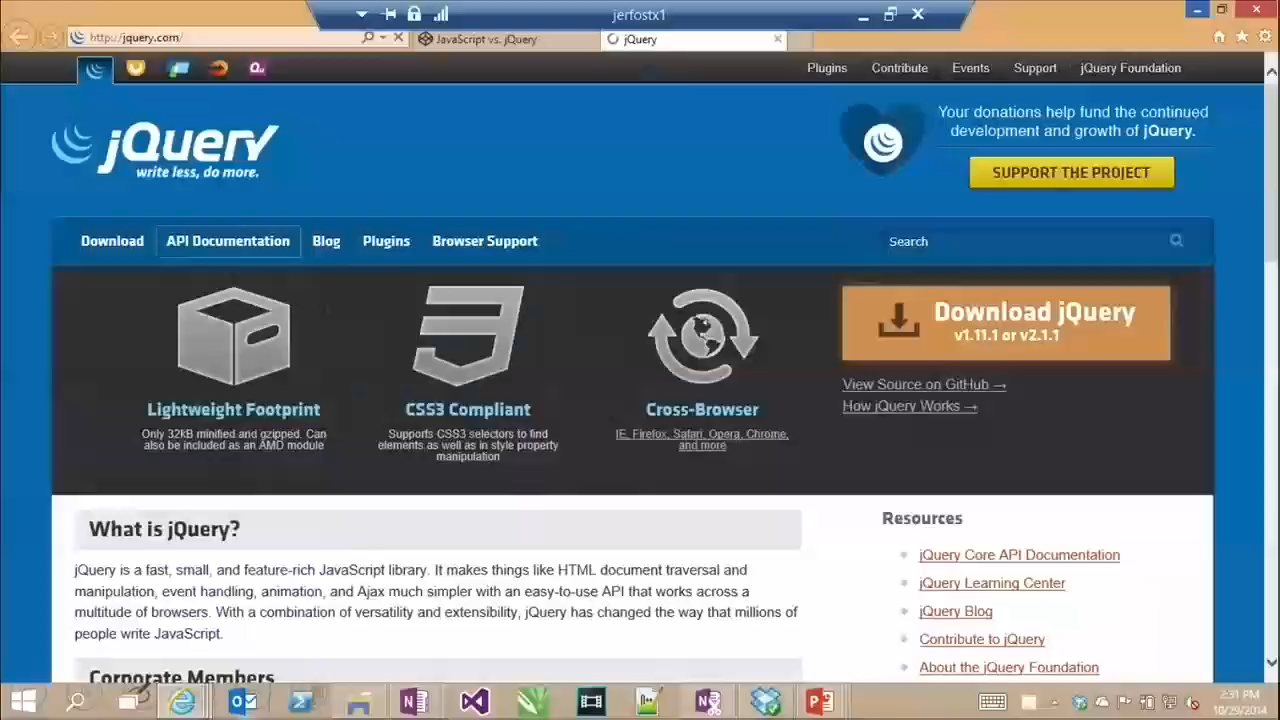 jerfostx1
http://jquery.com/
JavaScript vs. jQuery
jQuery
Qu
Plugins
Contribute
Events
Support
jQuery Foundation
jQuery
write less, do more.
Your donations help fund the continued
development and growth of jQuery.
SUPPORT THE PROJECT
Download
API Documentation
Blog
Plugins
Browser Support
Search
Lightweight Footprint
Only 32kB minified and gzipped. Can
also be included as an AMD module
CSS3 Compliant
Supports CSS3 selectors to find
elements as well as in style property
manipulation
Cross-Browser
IE, Firefox, Safari, Opera, Chrome,
and more
Download jQuery
v1.11.1 or v2.1.1
View Source on GitHub →
How jQuery Works →
What is jQuery?
jQuery is a fast, small, and feature-rich JavaScript library. It makes things like HTML document traversal and
manipulation, event handling, animation, and Ajax much simpler with an easy-to-use API that works across a
multitude of browsers. With a combination of versatility and extensibility, jQuery has changed the way that millions of
people write JavaScript.
Corporate Members
Resources
jQuery Core API Documentation
jQuery Learning Center
jQuery Blog
Contribute to jQuery
About the jQuery Foundation
2:31 PM
10/29/2014